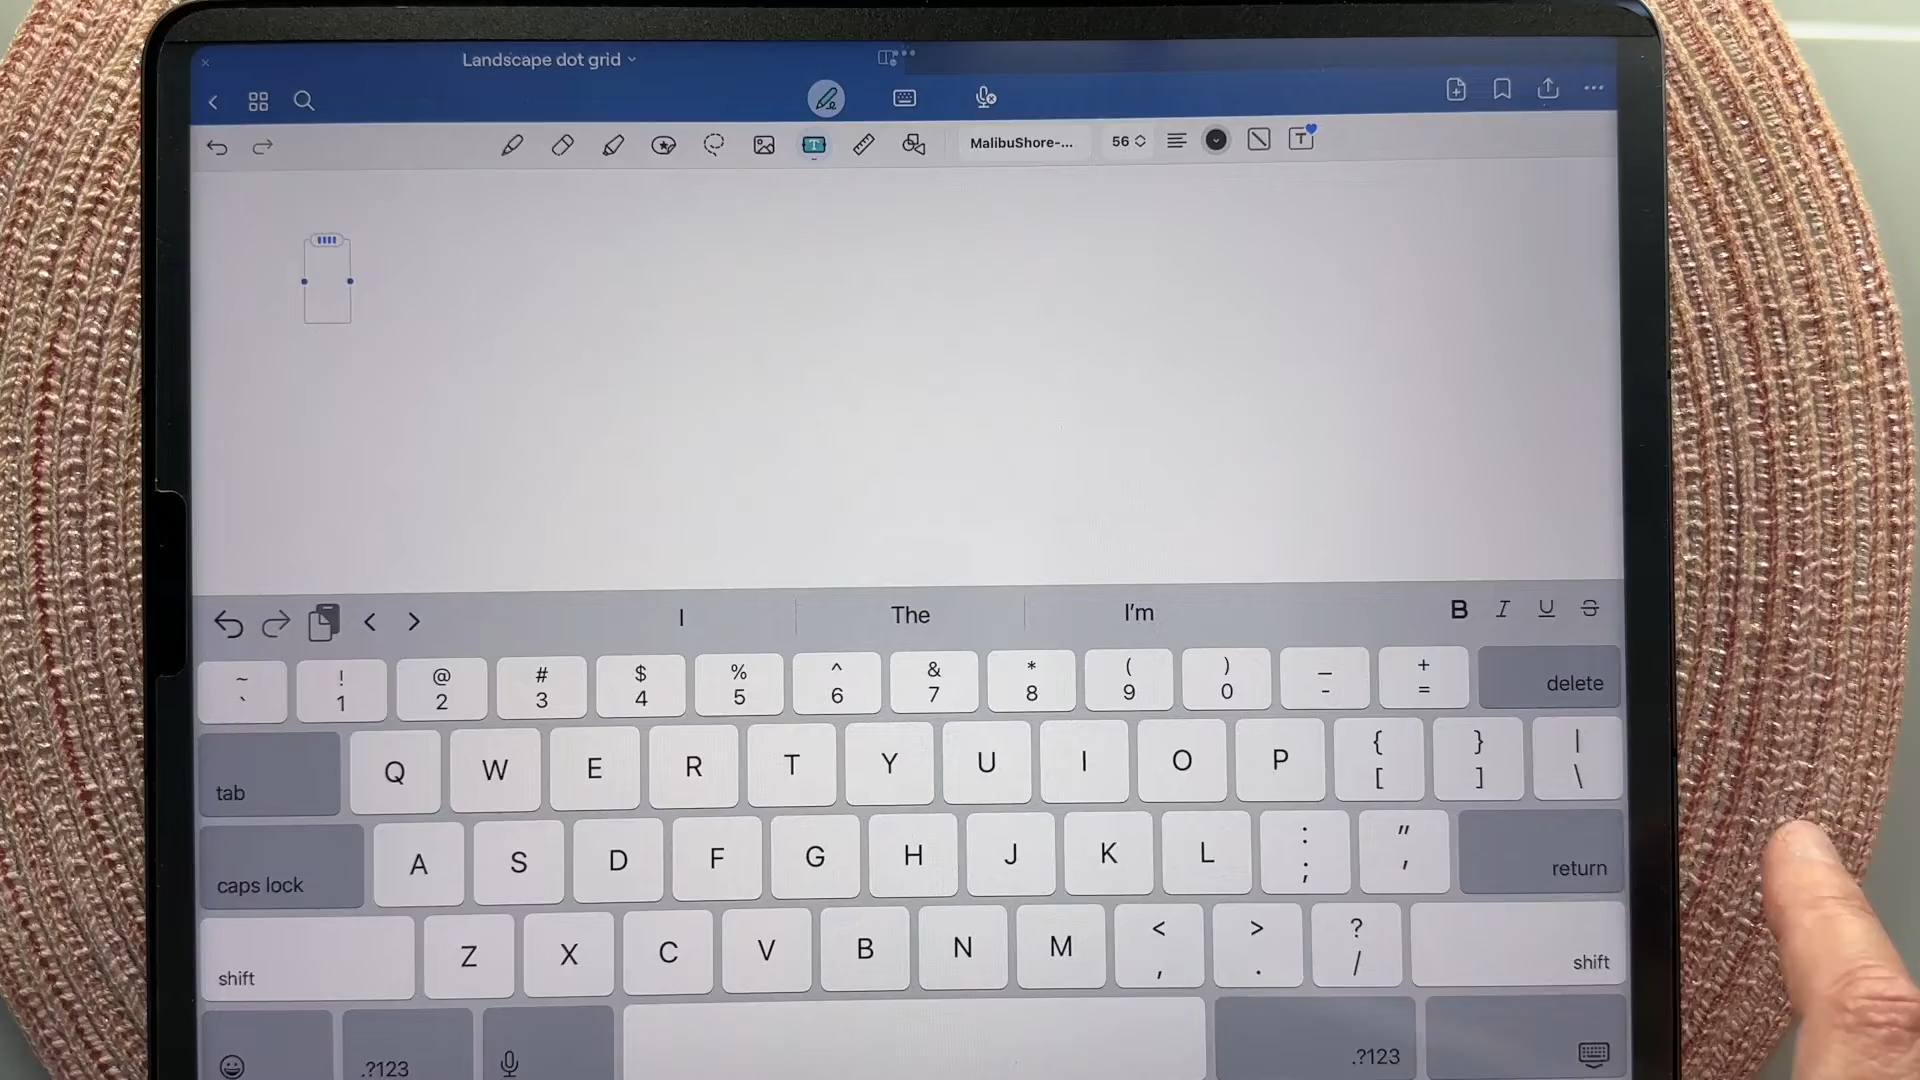 Landscape dot grid
MalibuShore-... 56
I The I'm B I U S
~ ! @ # $ % ^ & * ( ) _ +
` 1 2 3 4 5 6 7 8 9 0 - = delete
tab Q W E R T Y U I O P { [ } ] | \
caps lock A S D F G H J K L : ; " ' return
shift Z X C V B N M < , > . ? / shift
.?123 .?123